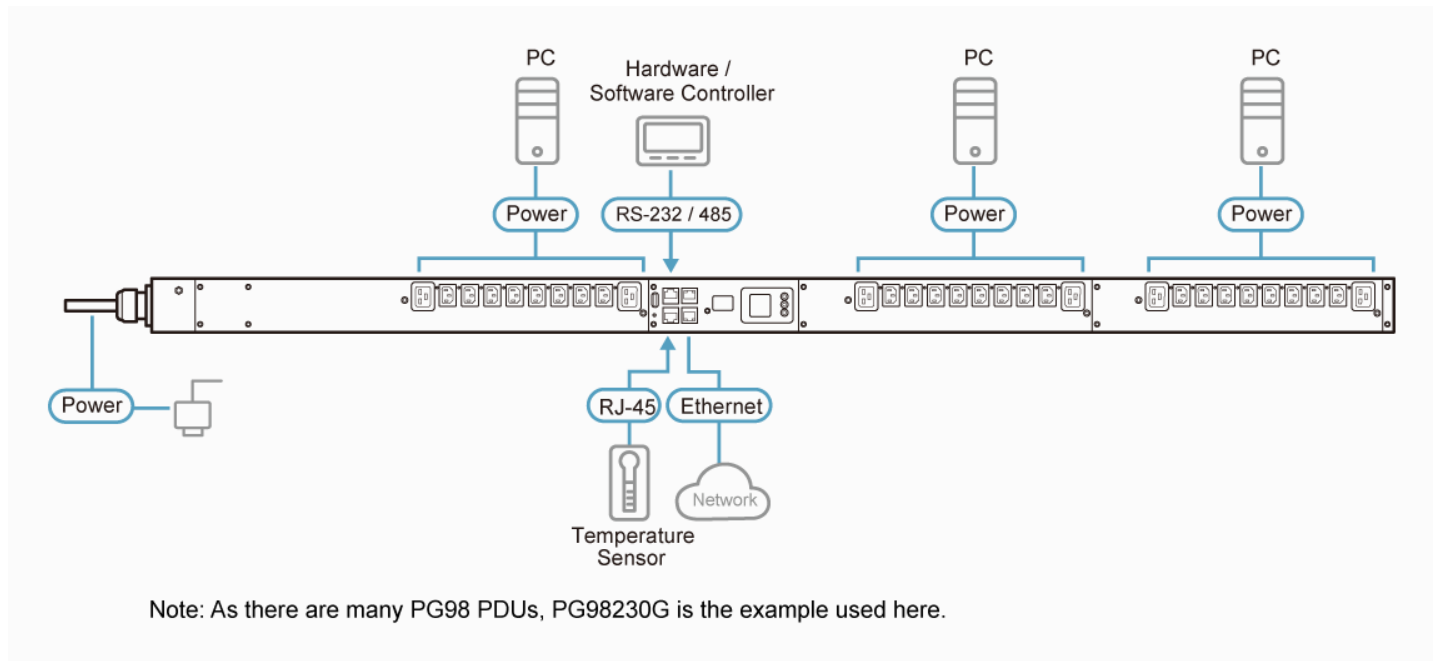 PC
Hardware /
Software Controller
PC
PC
Power
RS-232 / 485
Power
Power
Power
RJ-45
Ethernet
Network
Temperature
Sensor
Note: As there are many PG98 PDUs, PG98230G is the example used here.